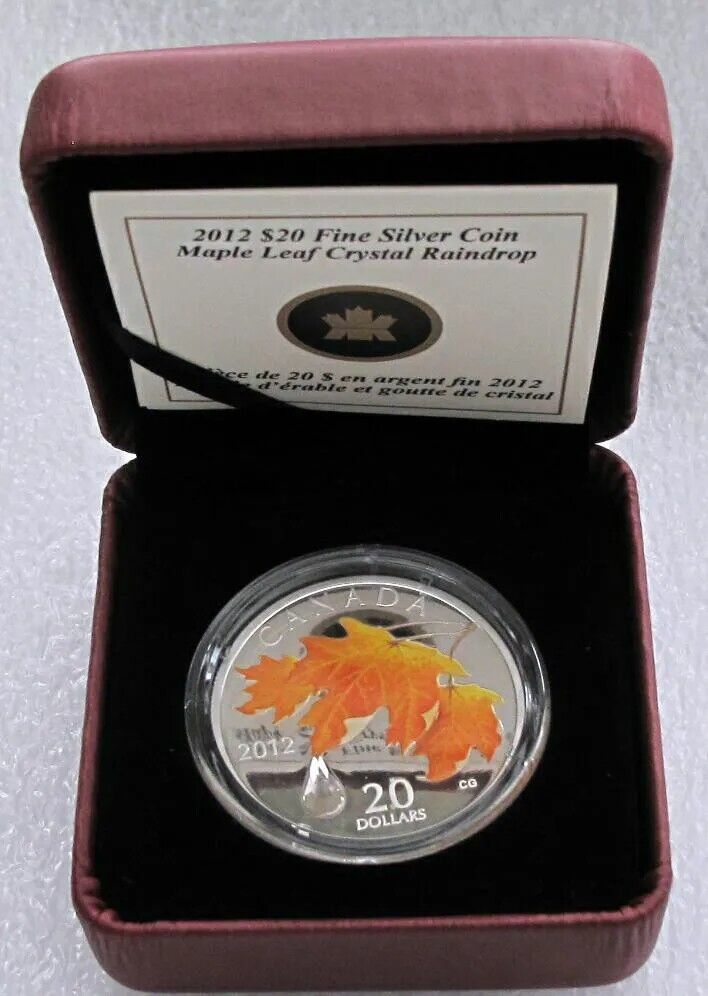 2012 $20 Fine Silver Coin
Maple Leaf Crystal Raindrop
de 20 $ en argent fin 2012
d'érable et goutte de cristal
CANADA
2012
20
DOLLARS
CG